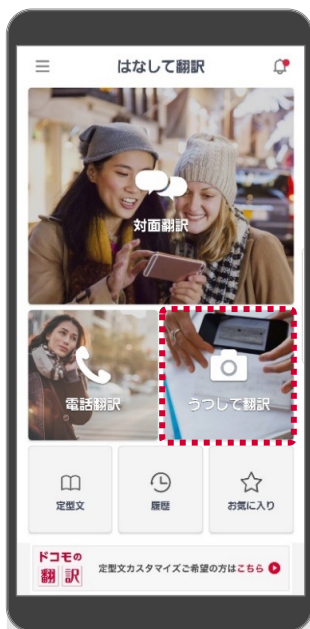 はなして翻訳
対面翻訳
電話翻訳
うつして翻訳
定型文
履歴
お気に入り
ドコモの
翻訳
定型文カスタマイズご希望の方はこちら